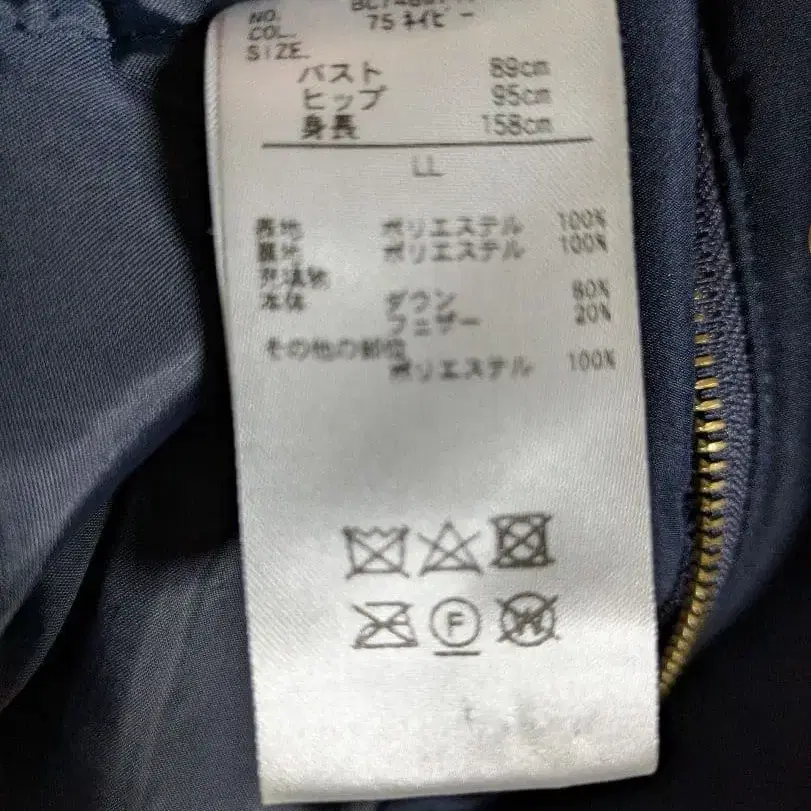 NO.
COL. 75 ネイビー
SIZE.
バスト 89cm
ヒップ 95cm
身長 158cm
LL
表地 ポリエステル 100%
裏地 ポリエステル 100%
充填物
本体 ダウン 80%
フェザー 20%
その他の部位
ポリエステル 100%
F
W